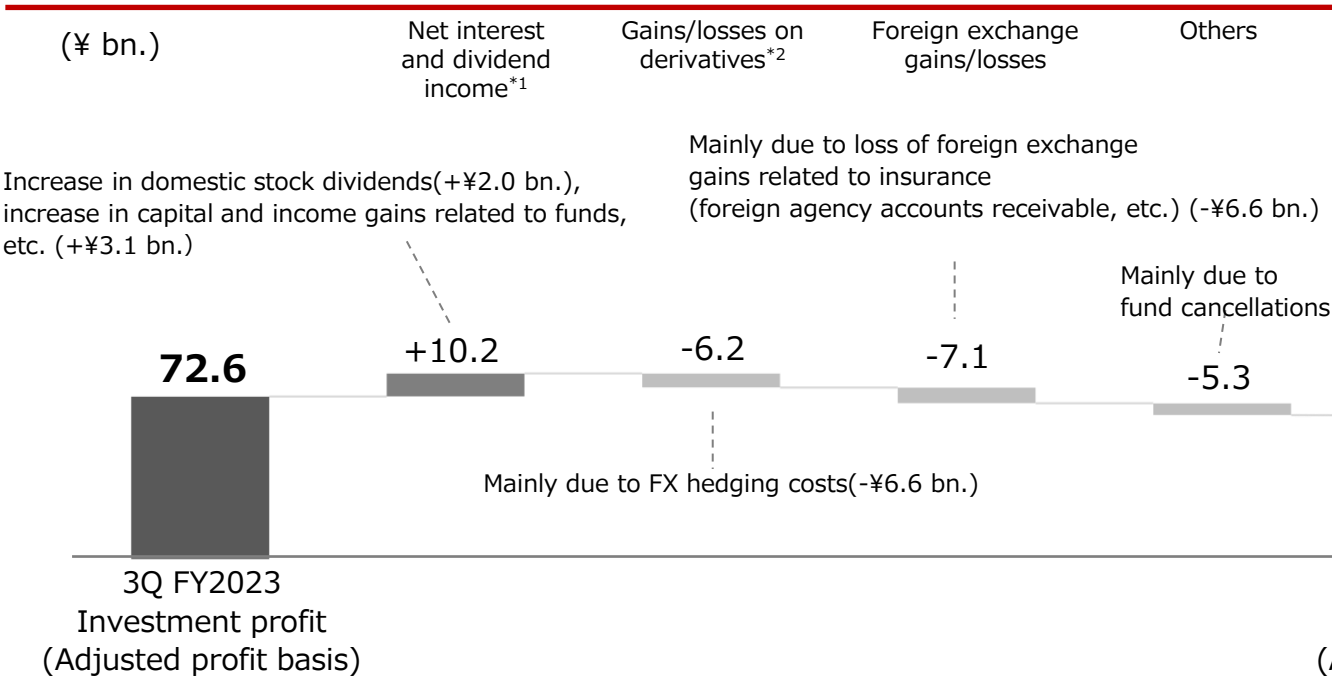 (¥ bn.)
Net interest
and dividend
income*1
Gains/losses on
derivatives*2
Foreign exchange
gains/losses
Others
Increase in domestic stock dividends(+¥2.0 bn.),
increase in capital and income gains related to funds,
etc. (+¥3.1 bn.)
Mainly due to loss of foreign exchange
gains related to insurance
(foreign agency accounts receivable, etc.) (-¥6.6 bn.)
Mainly due to
fund cancellations
72.6
+10.2
-6.2
-7.1
-5.3
Mainly due to FX hedging costs(-¥6.6 bn.)
3Q FY2023
Investment profit
(Adjusted profit basis)